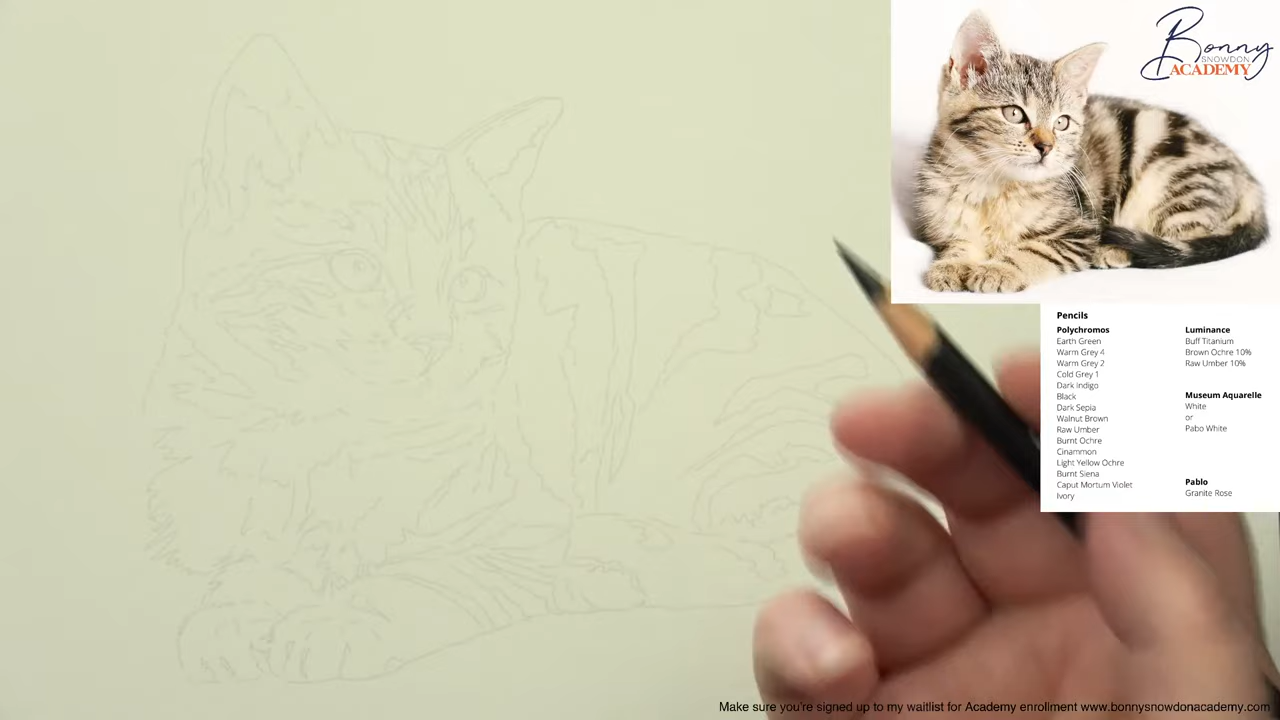 Bonny
SNOWDON
ACADEMY
Pencils
Polychromos
Earth Green
Warm Grey 4
Warm Grey 2
Cold Grey 1
Dark Indigo
Black
Dark Sepia
Walnut Brown
Raw Umber
Burnt Ochre
Cinammon
Light Yellow Ochre
Burnt Siena
Caput Mortum Violet
Ivory
Luminance
Buff Titanium
Brown Ochre 10%
Raw Umber 10%
Museum Aquarelle
White
or
Pabo White
Pablo
Granite Rose
Make sure you're signed up to my waitlist for Academy enrollment www.bonnysnowdonacademy.com